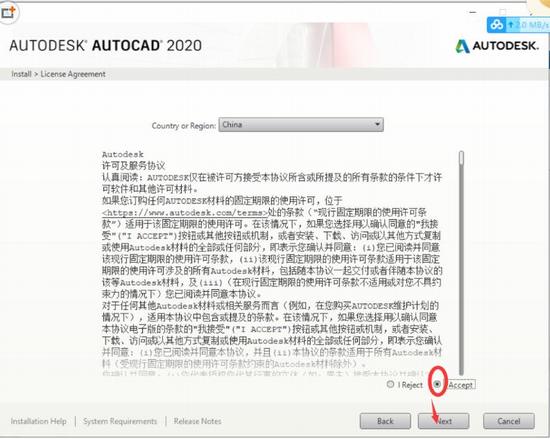 2.0 MB/s
AUTODESK® AUTOCAD® 2020
AUTODESK.
Install > License Agreement
Country or Region:
China
Autodesk
许可及服务协议
认真阅读：AUTODESK仅在被许可方接受本协议所含或所提及的所有条款的条件下才许
可软件和其他许可材料。
如果您订购任何AUTODESK材料的固定期限的使用许可，位于
<https://www.autodesk.com/terms>处的条款（"现行固定期限的使用许可条
款"）适用于该固定期限的使用许可。在该情况下，如果您选择用以确认同意的"我接
受"("I ACCEPT")按钮或其他按钮或机制，或者安装、下载、访问或以其他方式复制
或使用Autodesk材料的全部或任何部分，即表示您确认并同意：(i)您已阅读并同意
该现行固定期限的使用许可条款，(ii)该现行固定期限的使用许可条款适用于该固定
期限的使用许可涉及的所有Autodesk材料，包括随本协议一起交付或者伴随本协议的
该等Autodesk材料，及(iii)（在现行固定期限的使用许可条款不适用或对您不具约
束力的情况下）您已阅读并同意本协议。
对于任何其他Autodesk材料或相关服务而言（例如，在您购买AUTODESK维护计划的
情况下），适用本协议中包含或提及的条款。在该情况下，如果您选择用以确认同意
本协议电子版的条款的"我接受"("I ACCEPT")按钮或其他按钮或机制，或者安装、
下载、访问或以其他方式复制或使用Autodesk材料的全部或任何部分，即表示您确认
并同意：(i)您已阅读并同意本协议，并且(ii)本协议的条款适用于所有Autodesk材
料（受现行固定期限的使用许可条款约束的Autodesk材料除外）。
I Reject
I Accept
Installation Help
System Requirements
Release Notes
Back
Next
Cancel